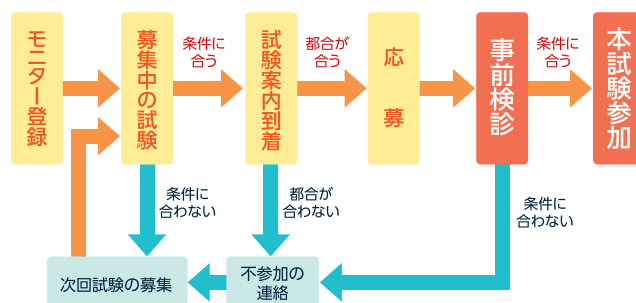 モニター登録
募集中の試験
条件に
合う
試験案内到着
都合が
合う
応募
事前検診
条件に
合う
本試験参加
条件に
合わない
都合が
合わない
条件に
合わない
次回試験の募集
不参加の
連絡